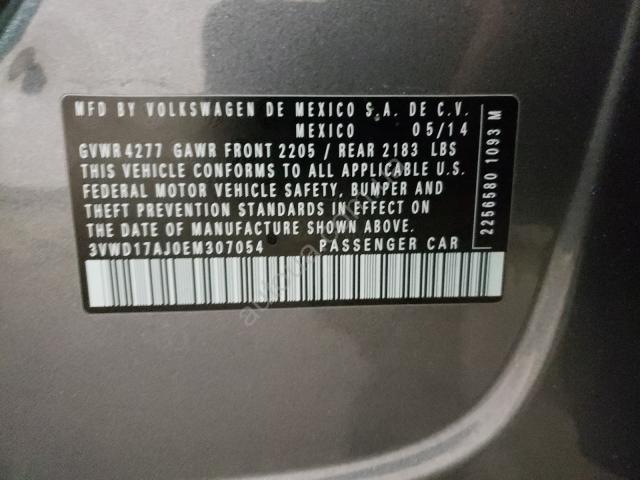 MFD BY VOLKSWAGEN DE MEXICO S.A. DE C.V.
MEXICO 05/14
GVWR 4277 GAWR FRONT 2205 / REAR 2183 LBS
THIS VEHICLE CONFORMS TO ALL APPLICABLE U.S.
FEDERAL MOTOR VEHICLE SAFETY, BUMPER AND
THEFT PREVENTION STANDARDS IN EFFECT ON
THE DATE OF MANUFACTURE SHOWN ABOVE.
3VWD17AJ0EM307054 PASSENGER CAR
2256580 1093 M